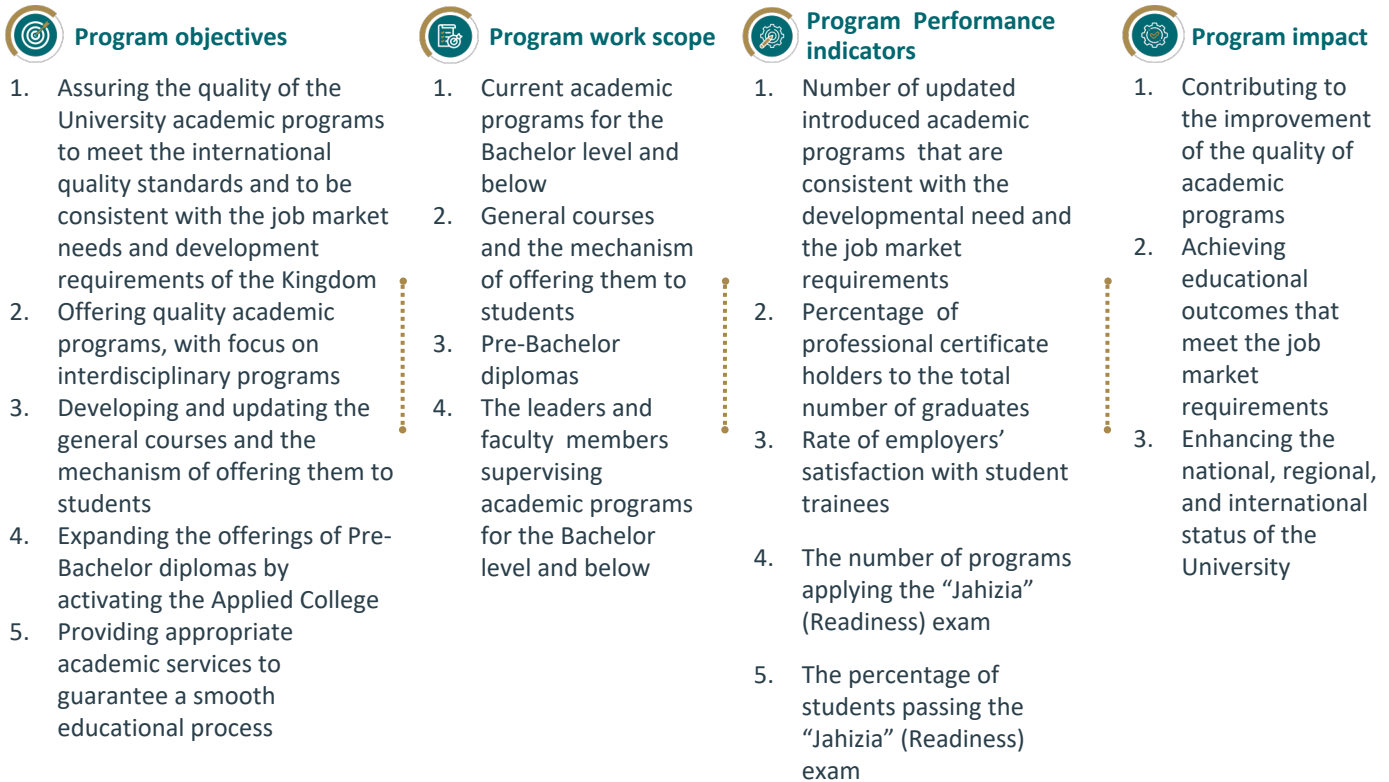 Program objectives
1. Assuring the quality of the
University academic programs
to meet the international
quality standards and to be
consistent with the job market
needs and development
requirements of the Kingdom
2. Offering quality academic
programs, with focus on
interdisciplinary programs
3. Developing and updating the
general courses and the
mechanism of offering them to
students
4. Expanding the offerings of Pre-
Bachelor diplomas by
activating the Applied College
5. Providing appropriate
academic services to
guarantee a smooth
educational process
Program work scope
1. Current academic
programs for the
Bachelor level and
below
2. General courses
and the mechanism
of offering them to
students
3. Pre-Bachelor
diplomas
4. The leaders and
faculty members
supervising
academic programs
for the Bachelor
level and below
Program Performance
indicators
1. Number of updated
introduced academic
programs that are
consistent with the
developmental need and
the job market
requirements
2. Percentage of
professional certificate
holders to the total
number of graduates
3. Rate of employers’
satisfaction with student
trainees
4. The number of programs
applying the “Jahizia”
(Readiness) exam
5. The percentage of
students passing the
“Jahizia” (Readiness)
exam
Program impact
1. Contributing to
the improvement
of the quality of
academic
programs
2. Achieving
educational
outcomes that
meet the job
market
requirements
3. Enhancing the
national, regional,
and international
status of the
University